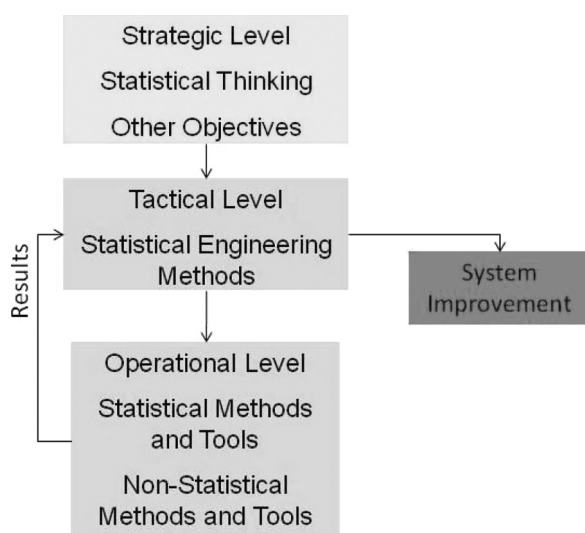 Strategic Level
Statistical Thinking
Other Objectives
Tactical Level
Statistical Engineering
Methods
System
Improvement
Results
Operational Level
Statistical Methods
and Tools
Non-Statistical
Methods and Tools